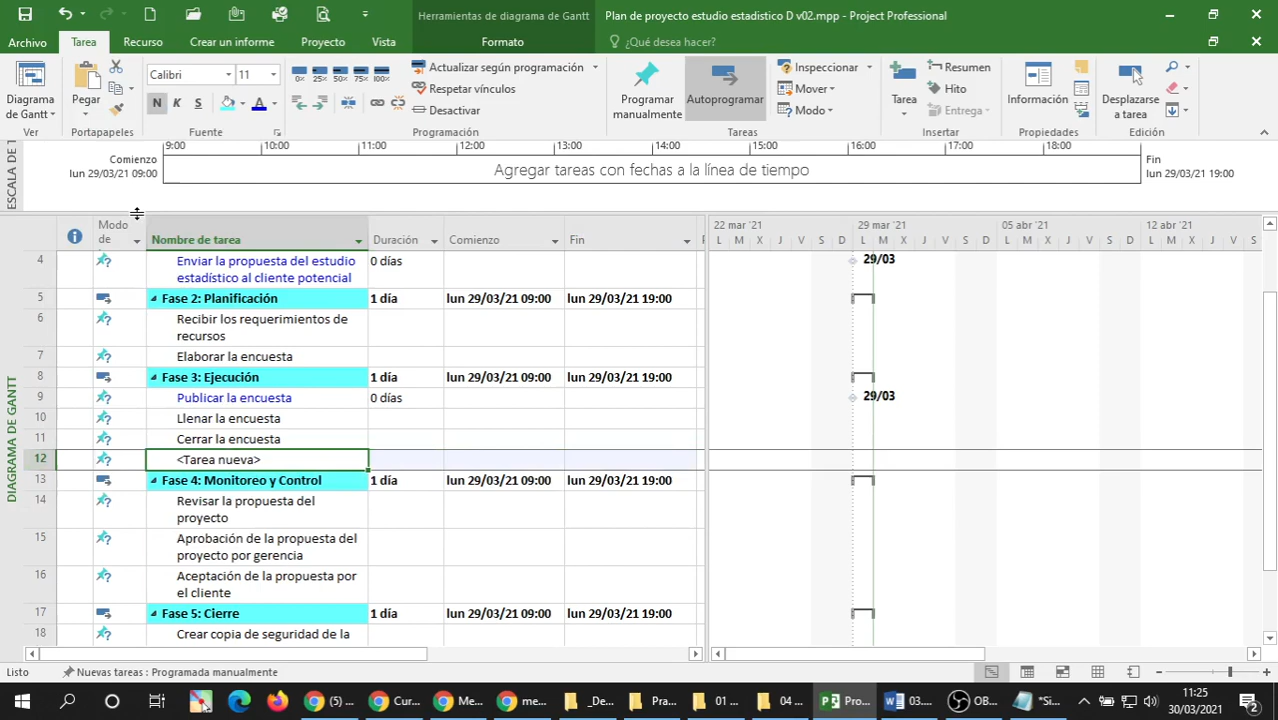 Herramientas de diagrama de Gantt
Plan de proyecto estudio estadistico D v02.mpp - Project Professional
Archivo Tarea Recurso Crear un informe Proyecto Vista Formato ¿Qué desea hacer?
Calibri 11
0% 25% 50% 75% 100%
Actualizar según programación
Respetar vínculos
Desactivar
Diagrama
de Gantt
Pegar
N K S
A
Programar
manualmente
Autoprogramar
Inspeccionar
Mover
Modo
Tarea
Resumen
Hito
Entrega
Información
Desplazarse
a tarea
Ver Portapapeles Fuente Programación Tareas Insertar Propiedades Edición
ESCALA DE T
9:00 10:00 11:00 12:00 13:00 14:00 15:00 16:00 17:00 18:00
Comienzo
lun 29/03/21 09:00
Agregar tareas con fechas a la línea de tiempo
Fin
lun 29/03/21 19:00
Modo
de
Nombre de tarea Duración Comienzo Fin
22 mar '21 29 mar '21 05 abr '21 12 abr '21
L M X J V S D L M X J V S D L M X J V S D L M X J V S
DIAGRAMA DE GANTT
4 Enviar la propuesta del estudio
estadístico al cliente potencial 0 días 29/03
5 Fase 2: Planificación 1 día lun 29/03/21 09:00 lun 29/03/21 19:00
6 Recibir los requerimientos de
recursos
7 Elaborar la encuesta
8 Fase 3: Ejecución 1 día lun 29/03/21 09:00 lun 29/03/21 19:00
9 Publicar la encuesta 0 días 29/03
10 Llenar la encuesta
11 Cerrar la encuesta
12 <Tarea nueva>
13 Fase 4: Monitoreo y Control 1 día lun 29/03/21 09:00 lun 29/03/21 19:00
14 Revisar la propuesta del
proyecto
15 Aprobación de la propuesta del
proyecto por gerencia
16 Aceptación de la propuesta por
el cliente
17 Fase 5: Cierre 1 día lun 29/03/21 09:00 lun 29/03/21 19:00
18 Crear copia de seguridad de la
Listo Nuevas tareas : Programada manualmente
(5) ... Cur... Me... me... _De... Pra... 01 ... 04 ... Pro... 03.... OB... *Si...
11:25
30/03/2021
2